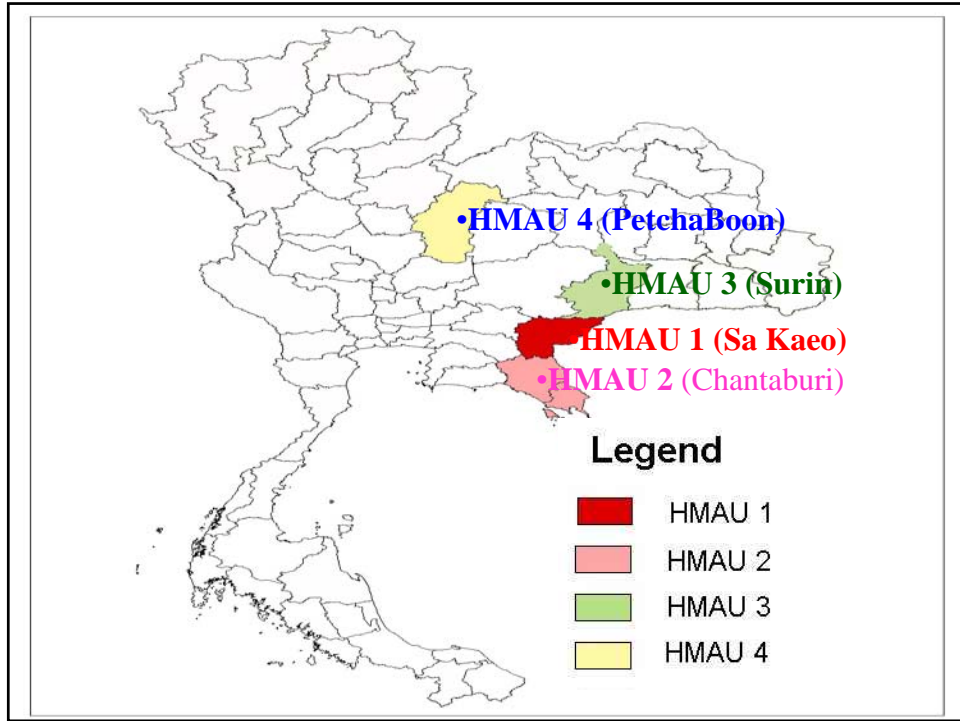 •HMAU 4 (PetchaBoon)
•HMAU 3 (Surin)
•HMAU 1 (Sa Kaeo)
•HMAU 2 (Chantaburi)
Legend
HMAU 1
HMAU 2
HMAU 3
HMAU 4